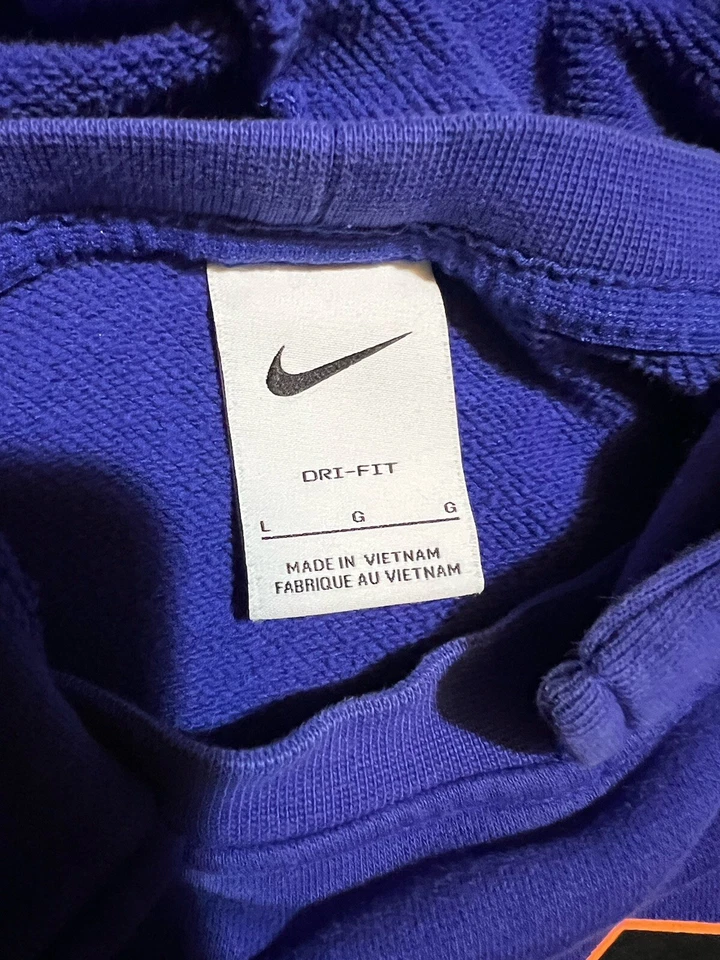 DRI-FIT
L G G
MADE IN VIETNAM
FABRIQUE AU VIETNAM